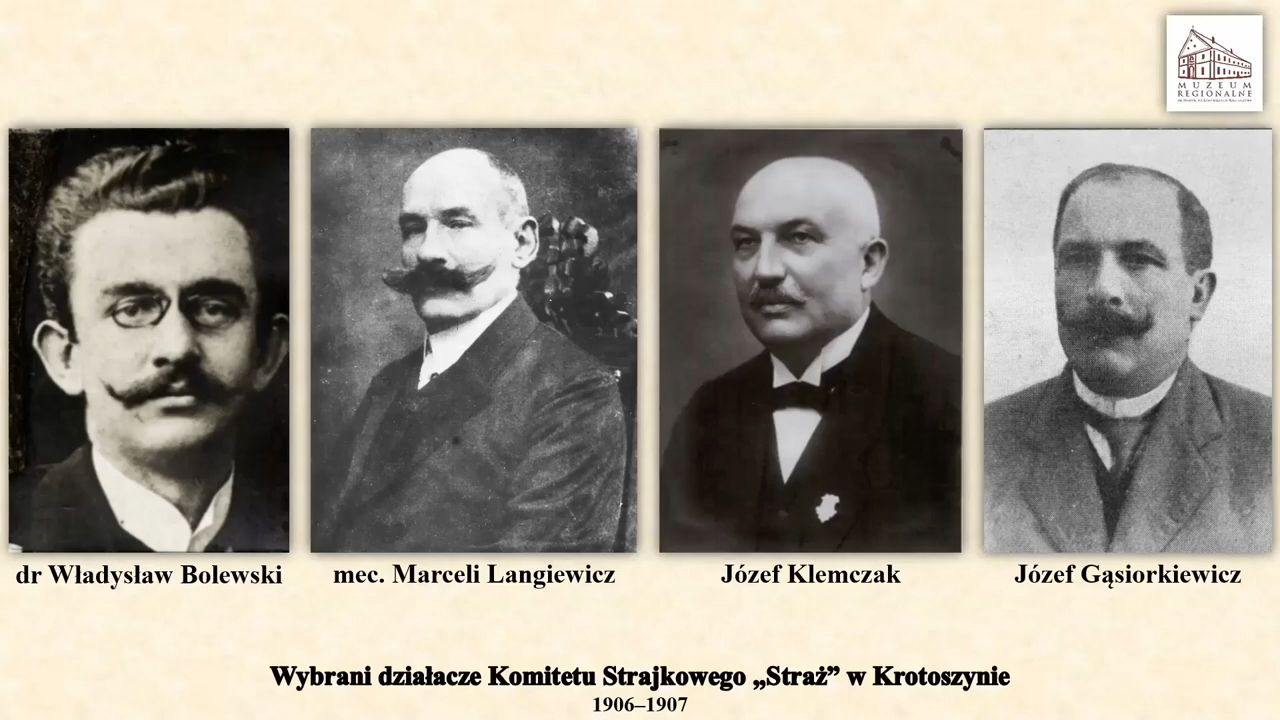 MUZEUM
REGIONALNE
dr Władysław Bolewski
mec. Marceli Langiewicz
Józef Klemczak
Józef Gąsiorkiewicz
Wybrani działacze Komitetu Strajkowego „Straż” w Krotoszynie
1906–1907